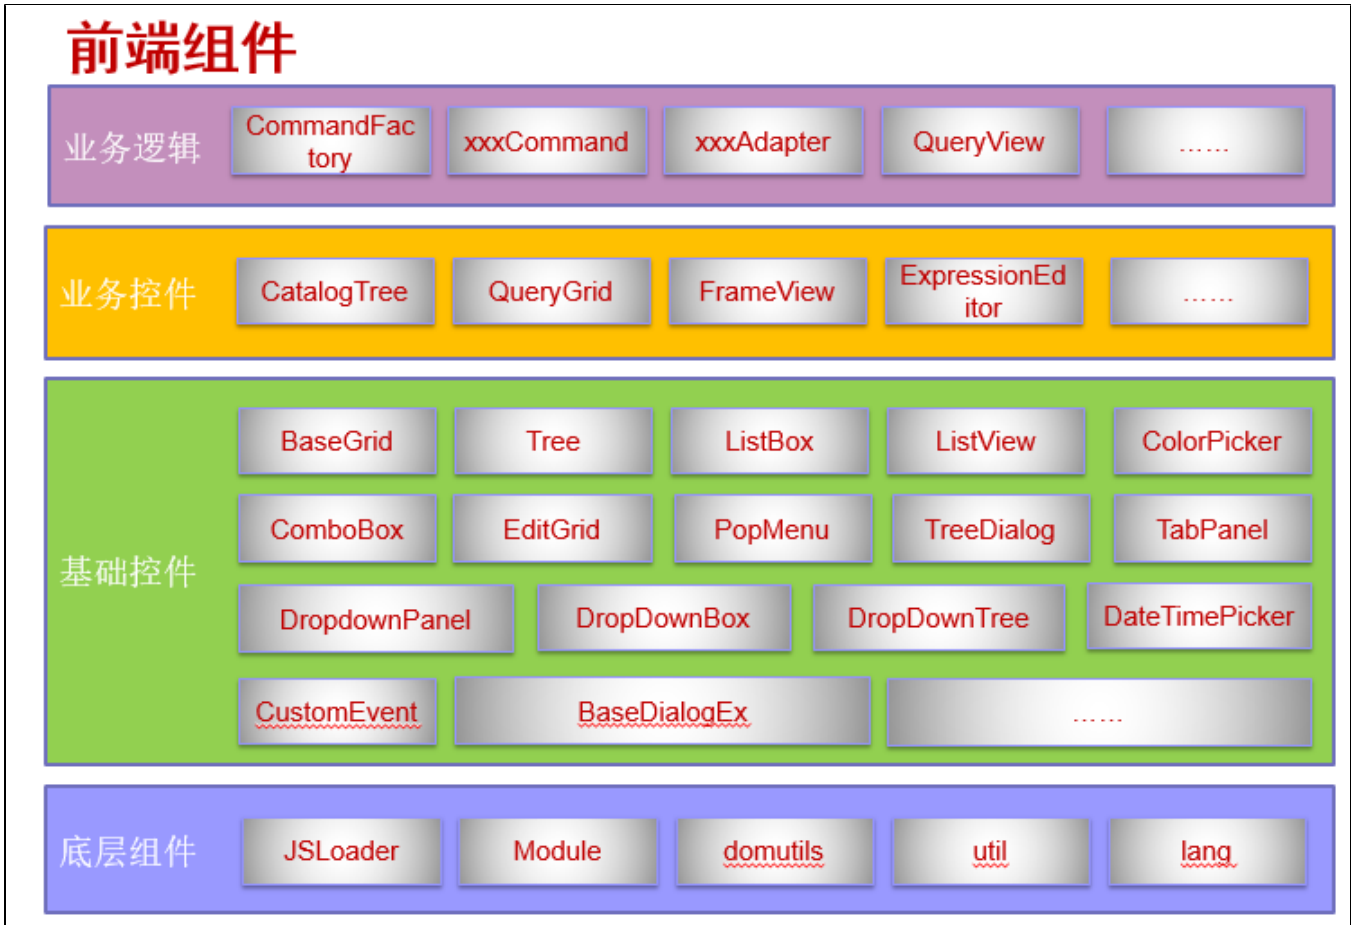 前端组件
业务逻辑
CommandFac
tory
xxxCommand
xxxAdapter
QueryView
……
业务控件
CatalogTree
QueryGrid
FrameView
ExpressionEd
itor
……
基础控件
BaseGrid
Tree
ListBox
ListView
ColorPicker
ComboBox
EditGrid
PopMenu
TreeDialog
TabPanel
DropdownPanel
DropDownBox
DropDownTree
DateTimePicker
CustomEvent
BaseDialogEx
……
底层组件
JSLoader
Module
domutils
util
lang